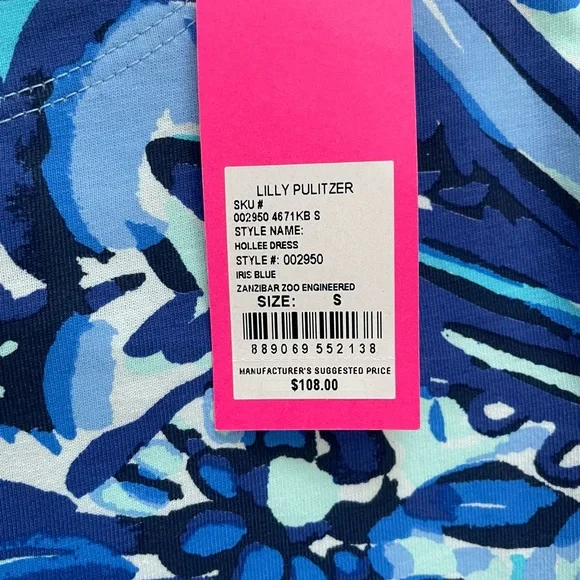 LILLY PULITZER
SKU #
002950 4671KB S
STYLE NAME:
HOLLEE DRESS
STYLE #: 002950
IRIS BLUE
ZANZIBAR ZOO ENGINEERED
SIZE: S
889069 552138
MANUFACTURER'S SUGGESTED PRICE
$108.00